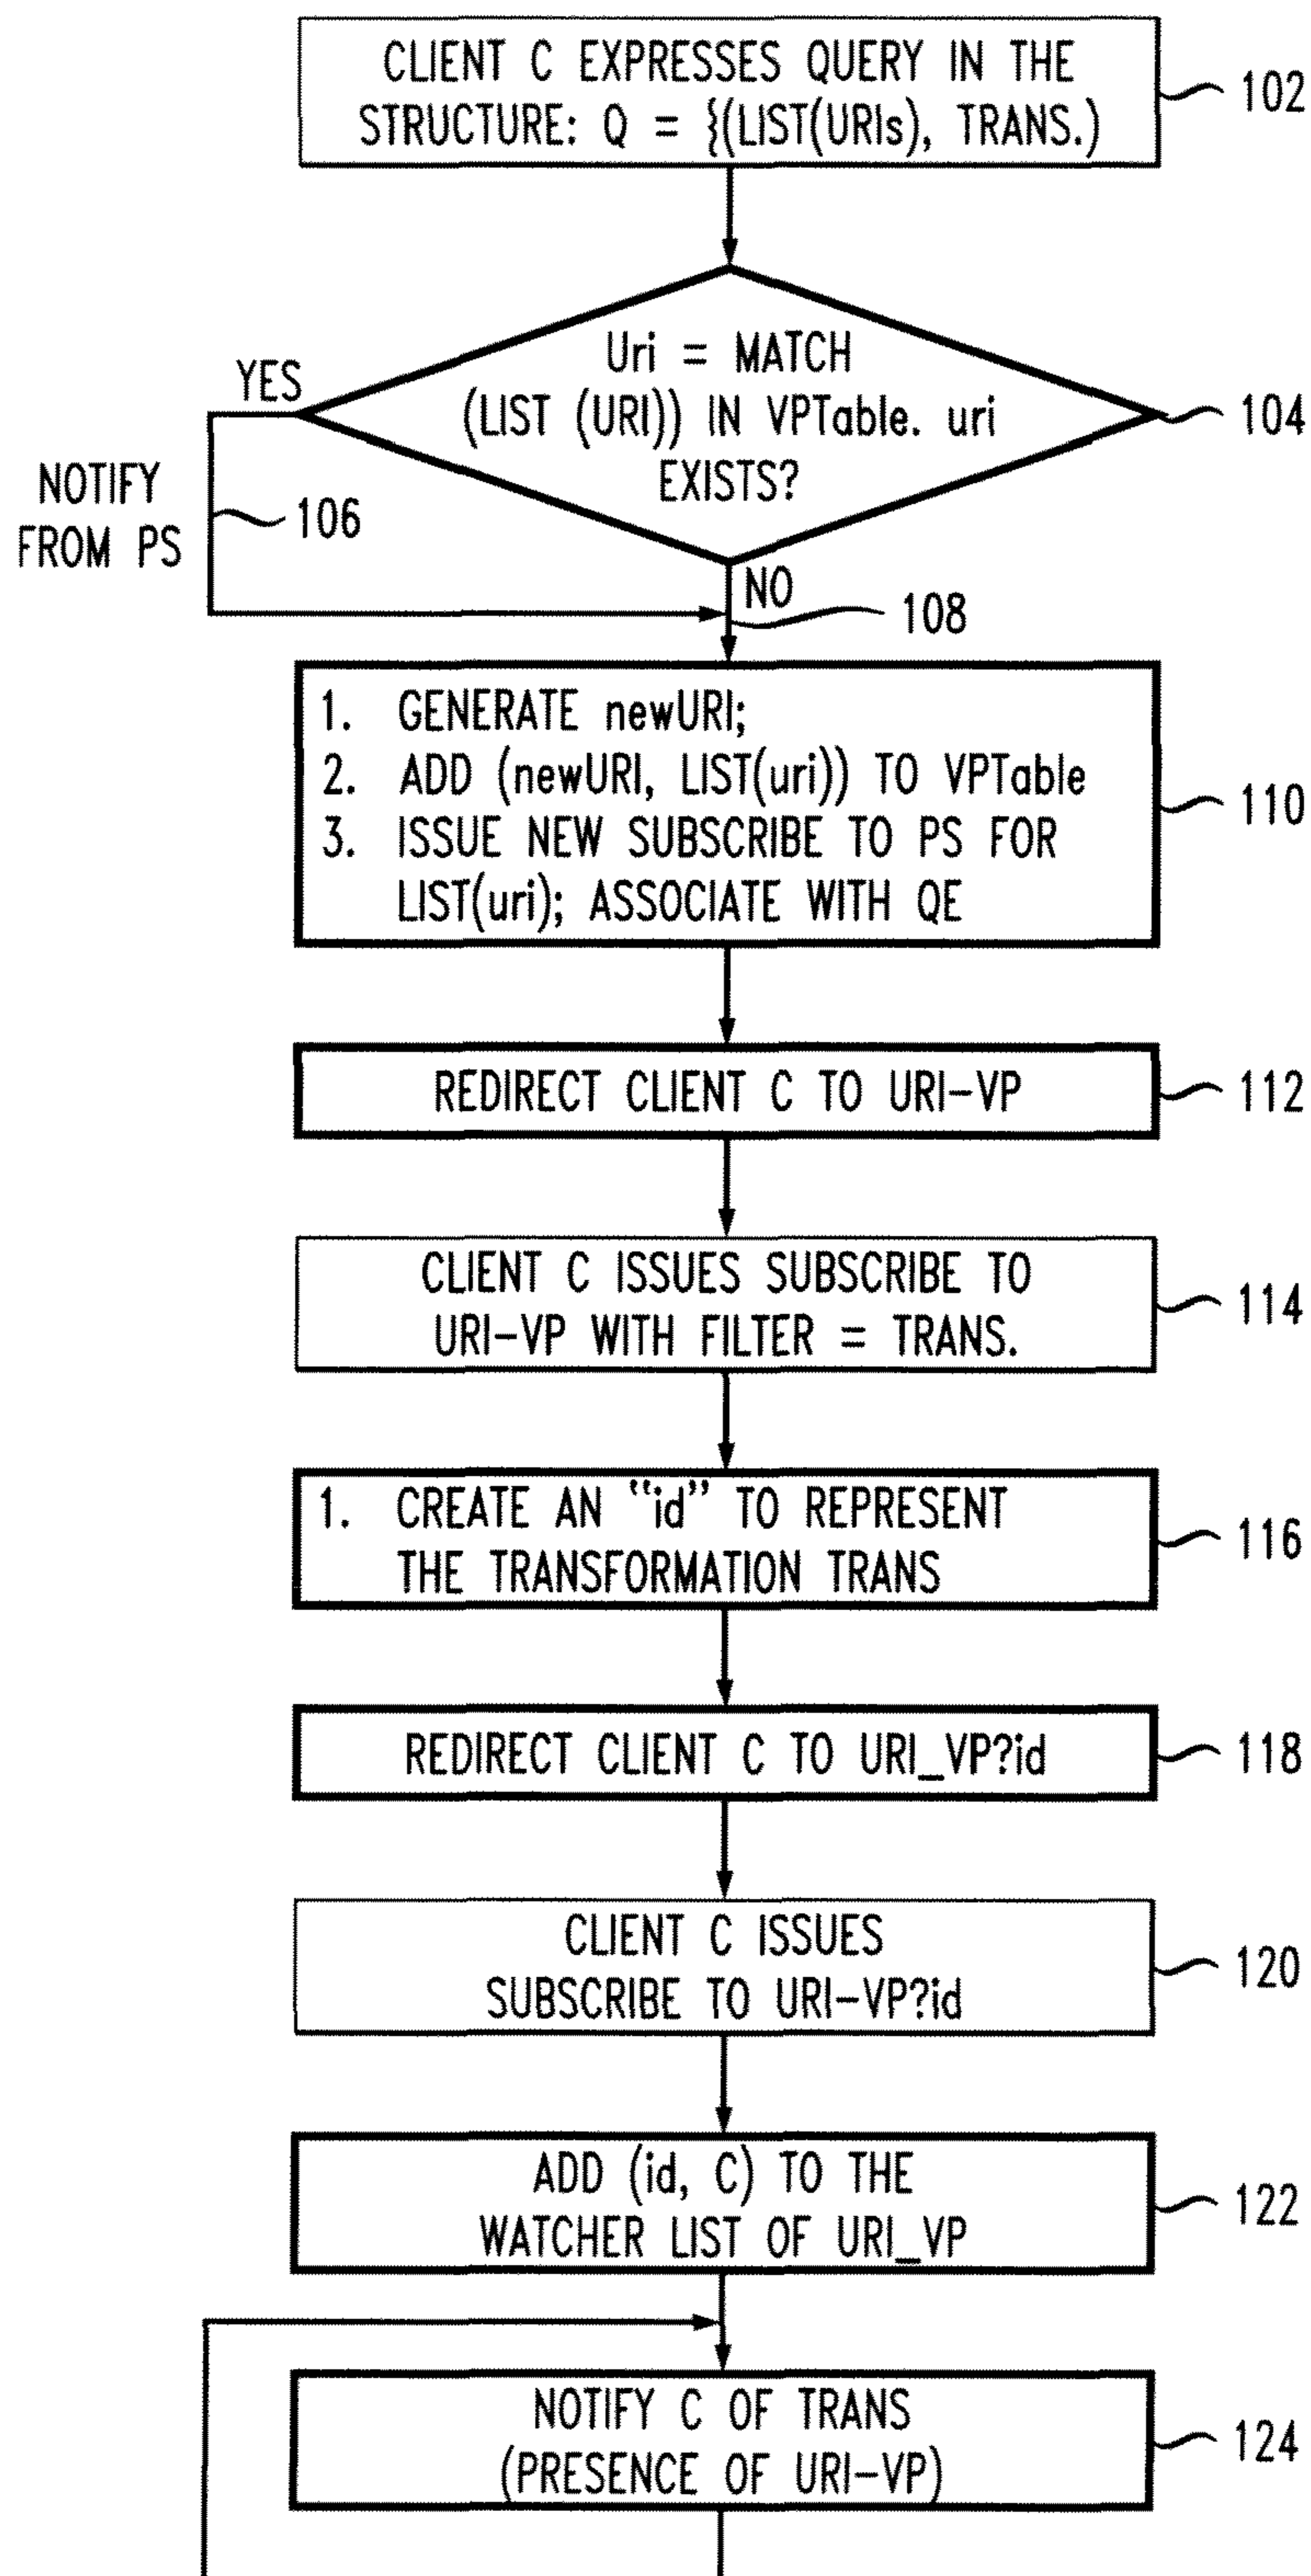 CLIENT C EXPRESSES QUERY IN THE
STRUCTURE: Q = {(LIST(URIs), TRANS.)
102
Uri = MATCH
(LIST (URI)) IN VPTable. uri
EXISTS?
104
YES
NOTIFY
FROM PS
106
NO
108
1. GENERATE newURI;
2. ADD (newURI, LIST(uri)) TO VPTable
3. ISSUE NEW SUBSCRIBE TO PS FOR
LIST(uri); ASSOCIATE WITH QE
110
REDIRECT CLIENT C TO URI-VP
112
CLIENT C ISSUES SUBSCRIBE TO
URI-VP WITH FILTER = TRANS.
114
1. CREATE AN "id" TO REPRESENT
THE TRANSFORMATION TRANS
116
REDIRECT CLIENT C TO URI_VP?id
118
CLIENT C ISSUES
SUBSCRIBE TO URI-VP?id
120
ADD (id, C) TO THE
WATCHER LIST OF URI_VP
122
NOTIFY C OF TRANS
(PRESENCE OF URI-VP)
124